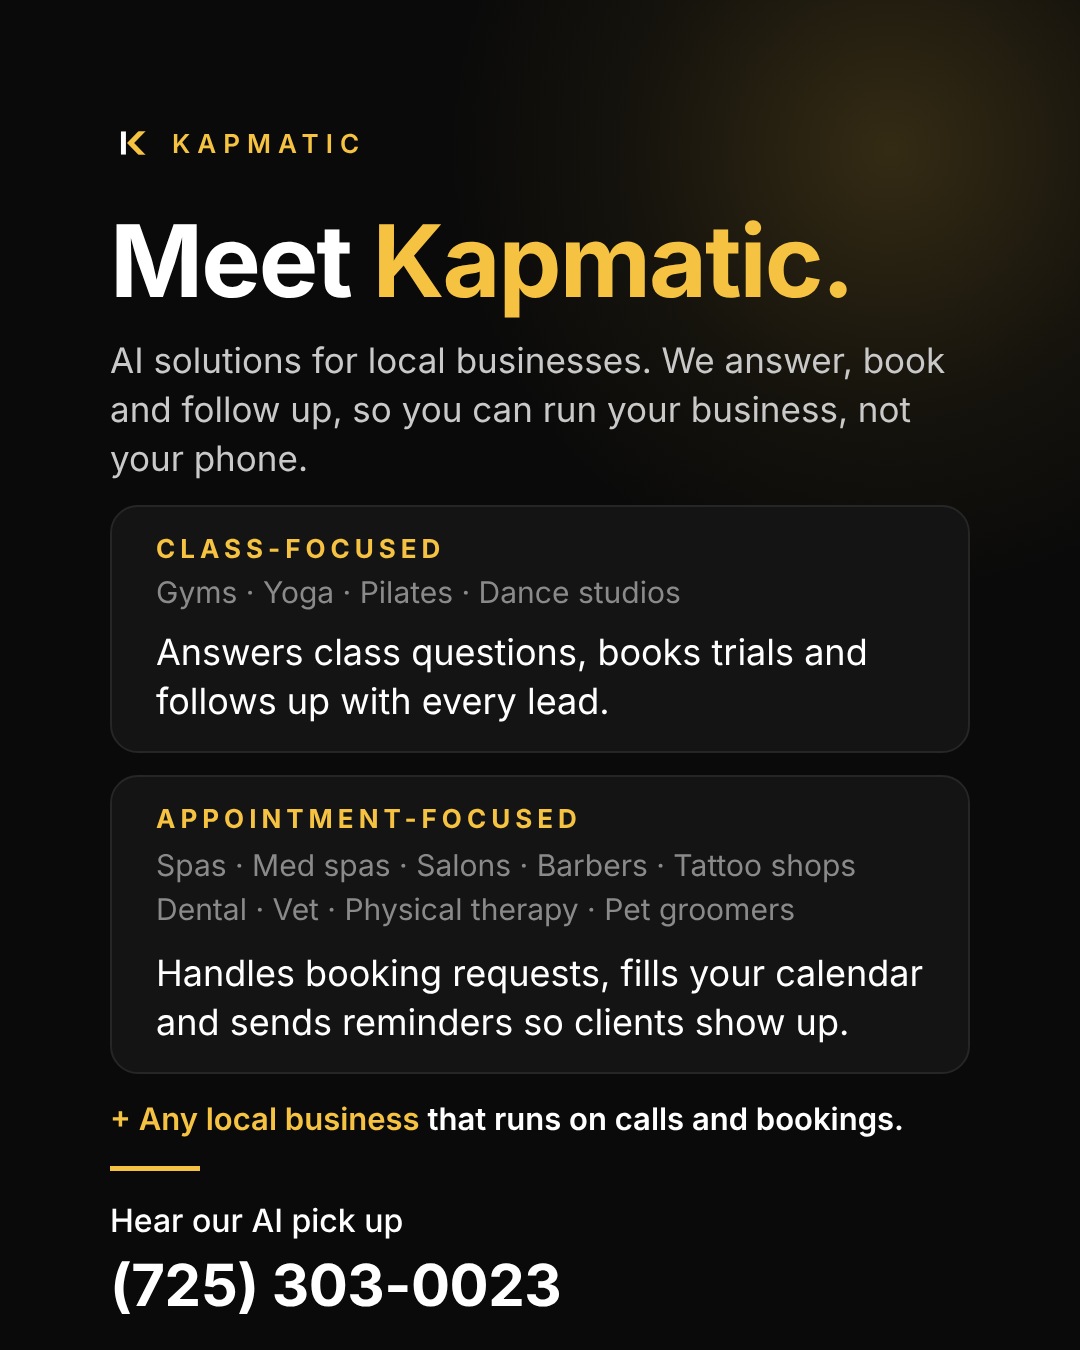 KAPMATIC
Meet Kapmatic.
AI solutions for local businesses. We answer, book
and follow up, so you can run your business, not
your phone.
CLASS-FOCUSED
Gyms · Yoga · Pilates · Dance studios
Answers class questions, books trials and
follows up with every lead.
APPOINTMENT-FOCUSED
Spas · Med spas · Salons · Barbers · Tattoo shops
Dental · Vet · Physical therapy · Pet groomers
Handles booking requests, fills your calendar
and sends reminders so clients show up.
+ Any local business that runs on calls and bookings.
Hear our AI pick up
(725) 303-0023